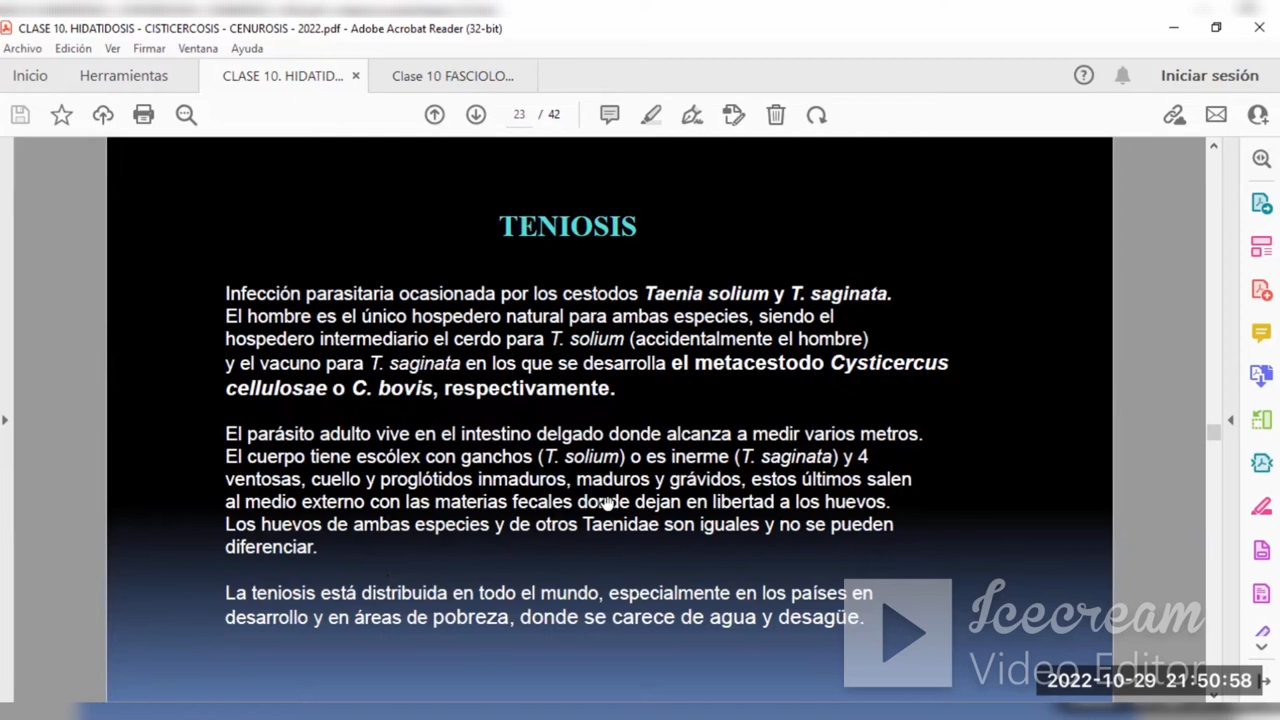 CLASE 10. HIDATIDOSIS - CISTICERCOSIS - CENUROSIS - 2022.pdf - Adobe Acrobat Reader (32-bit)
Archivo Edición Ver Firmar Ventana Ayuda
Inicio Herramientas CLASE 10. HIDATID... × Clase 10 FASCIOLO... Iniciar sesión
23 / 42
TENIOSIS
Infección parasitaria ocasionada por los cestodos Taenia solium y T. saginata.
El hombre es el único hospedero natural para ambas especies, siendo el
hospedero intermediario el cerdo para T. solium (accidentalmente el hombre)
y el vacuno para T. saginata en los que se desarrolla el metacestodo Cysticercus
cellulosae o C. bovis, respectivamente.
El parásito adulto vive en el intestino delgado donde alcanza a medir varios metros.
El cuerpo tiene escólex con ganchos (T. solium) o es inerme (T. saginata) y 4
ventosas, cuello y proglótidos inmaduros, maduros y grávidos, estos últimos salen
al medio externo con las materias fecales donde dejan en libertad a los huevos.
Los huevos de ambas especies y de otros Taenidae son iguales y no se pueden
diferenciar.
La teniosis está distribuida en todo el mundo, especialmente en los países en
desarrollo y en áreas de pobreza, donde se carece de agua y desagüe.
Icecream
Video Editor
2022-10-29 21:50:58